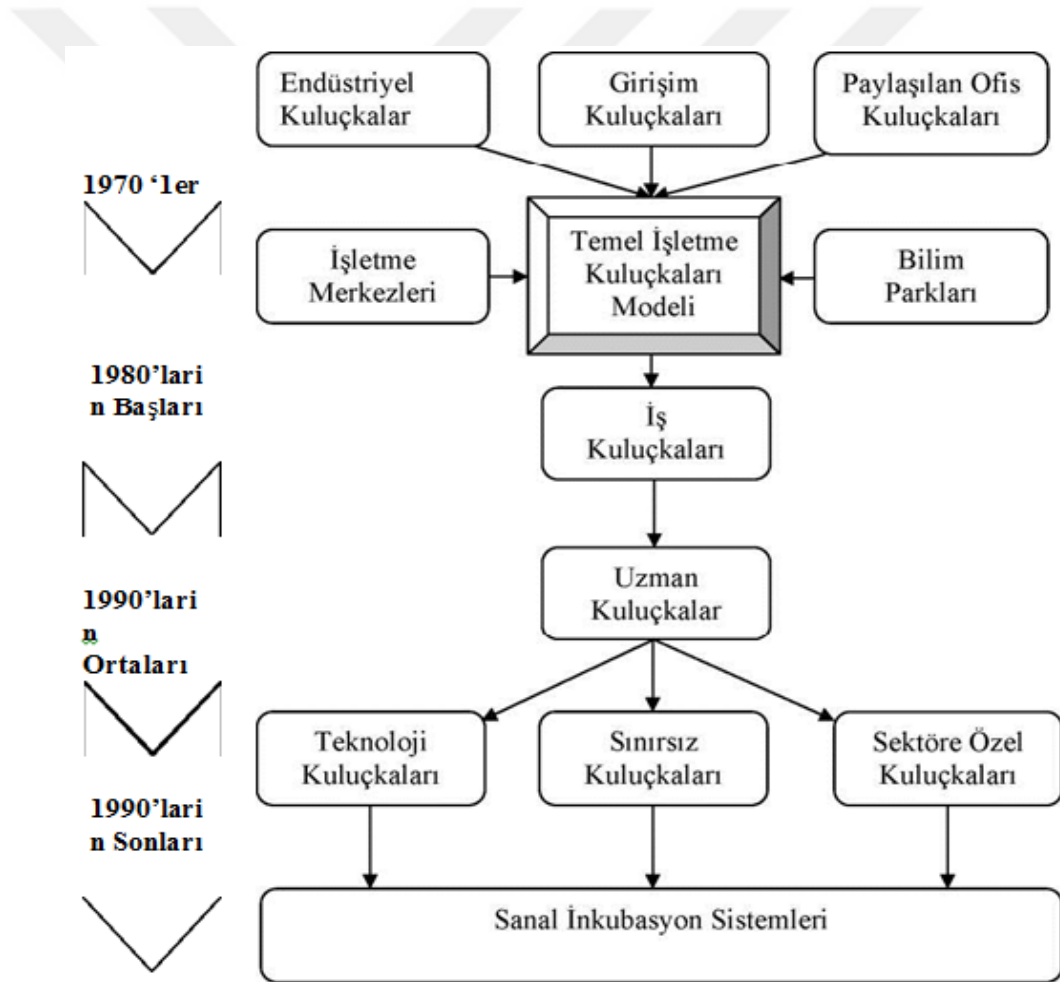 Endüstriyel
Kuluçkalar
Girişim
Kuluçkaları
Paylaşılan Ofis
Kuluçkaları
1970 ‘ler
İşletme
Merkezleri
Temel İşletme
Kuluçkaları
Modeli
Bilim
Parkları
1980’lari
n Başları
İş
Kuluçkaları
1990’lari
n
Ortaları
Uzman
Kuluçkalar
Teknoloji
Kuluçkaları
Sınırsız
Kuluçkaları
Sektöre Özel
Kuluçkaları
1990’lari
n Sonları
Sanal İnkubasyon Sistemleri